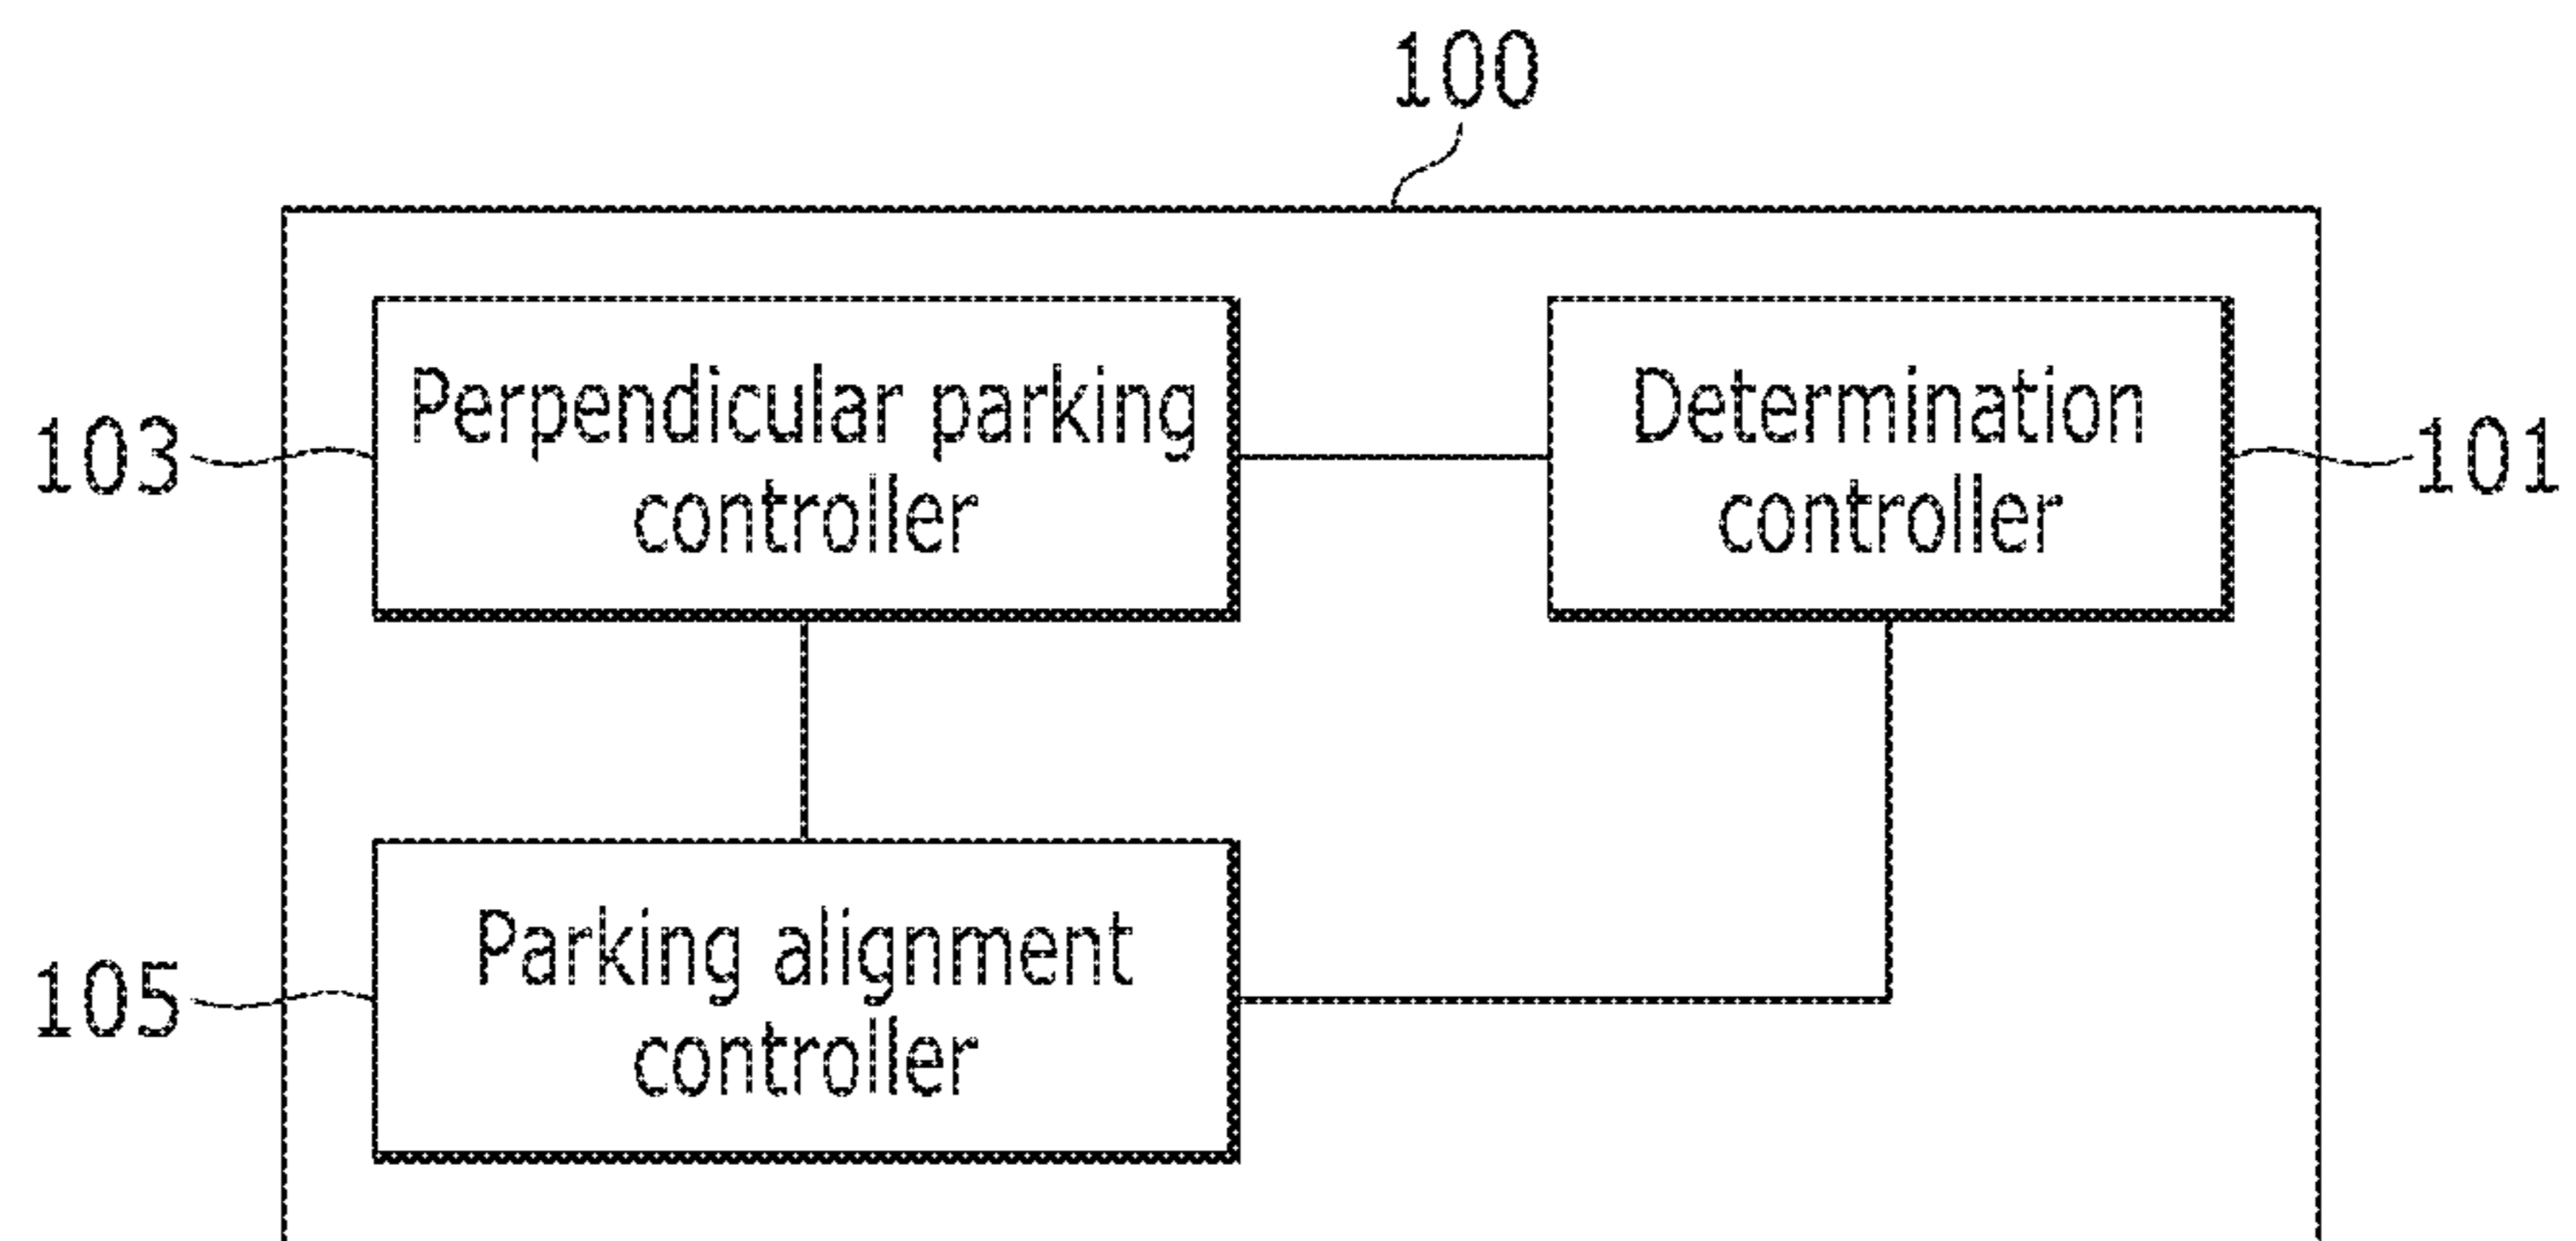 100
103
Perpendicular parking
controller
Determination
controller
101
105
Parking alignment
controller